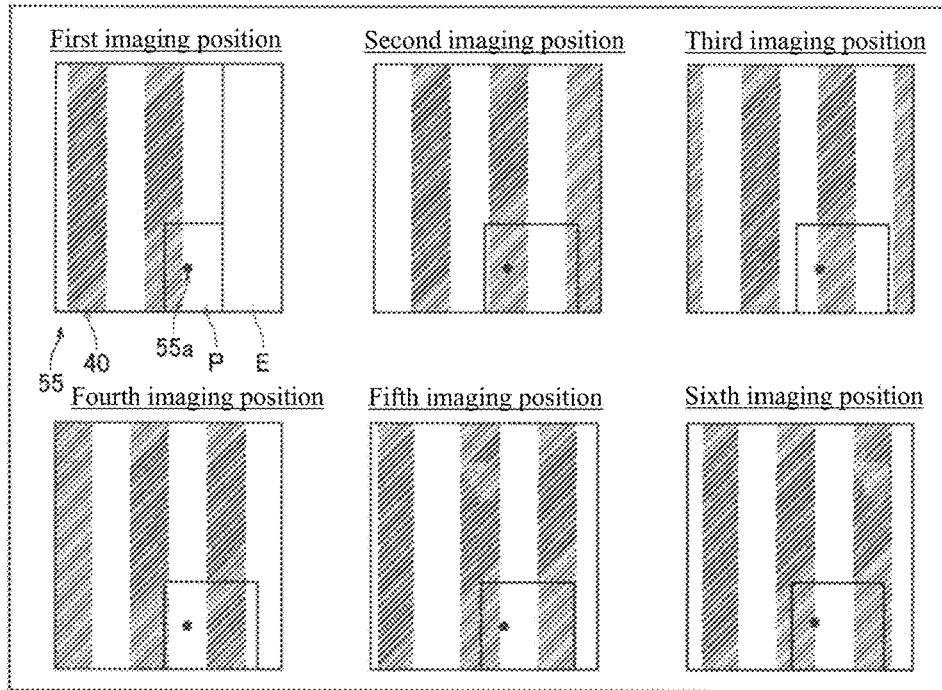 First imaging position
Second imaging position
Third imaging position
55
40
55a
P
E
Fourth imaging position
Fifth imaging position
Sixth imaging position